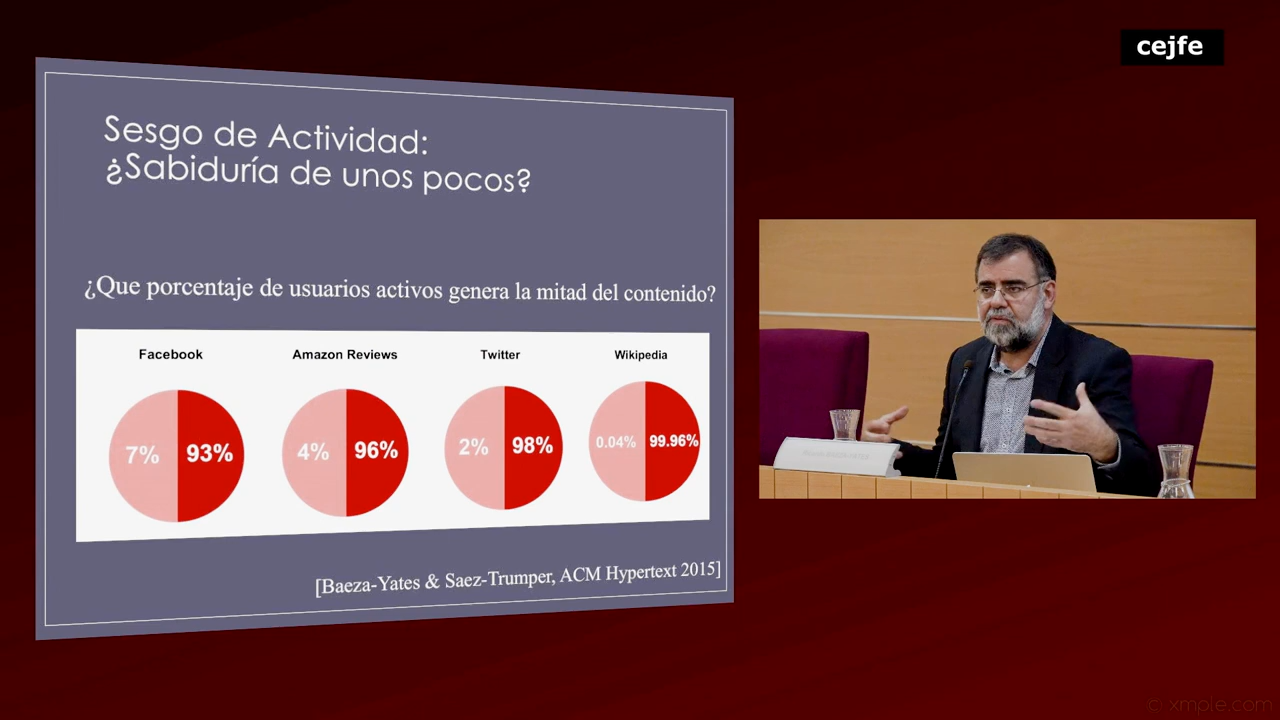 cejfe
Sesgo de Actividad:
¿Sabiduría de unos pocos?
¿Que porcentaje de usuarios activos genera la mitad del contenido?
Facebook
Amazon Reviews
Twitter
Wikipedia
7% 93%
4% 96%
2% 98%
0.04% 99.96%
[Baeza-Yates & Saez-Trumper, ACM Hypertext 2015]
© xmple.com